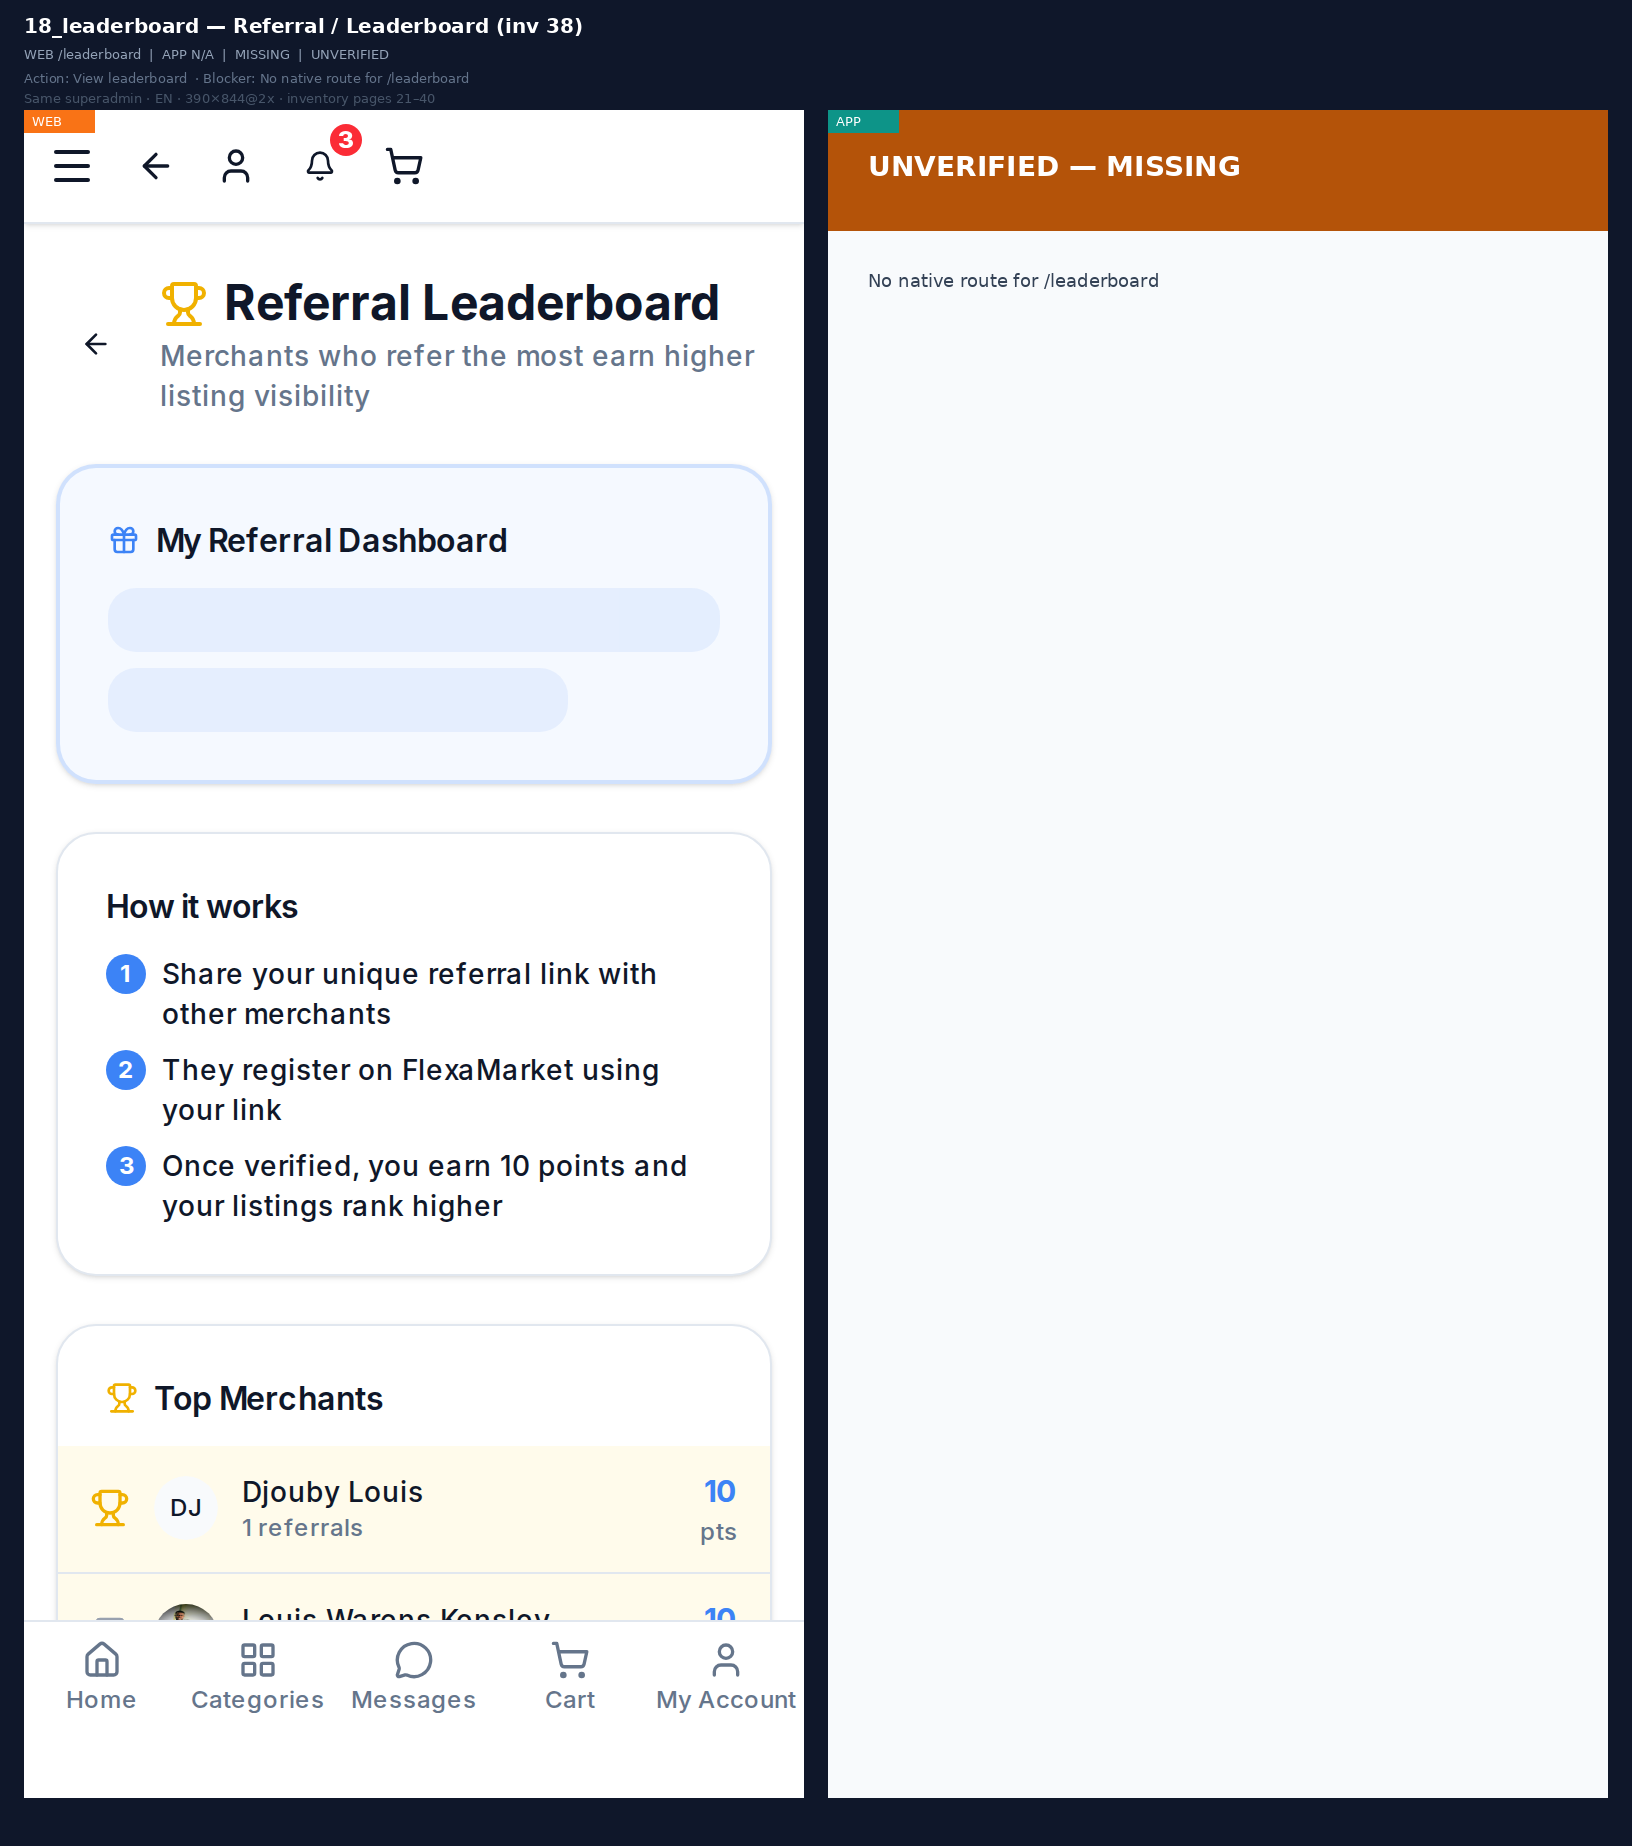 18_leaderboard — Referral / Leaderboard (inv 38)
WEB /leaderboard | APP N/A | MISSING | UNVERIFIED
Action: View leaderboard · Blocker: No native route for /leaderboard
Same superadmin · EN · 390×844@2x · inventory pages 21–40
WEB
3
Referral Leaderboard
Merchants who refer the most earn higher
listing visibility
My Referral Dashboard
How it works
1 Share your unique referral link with
other merchants
2 They register on FlexaMarket using
your link
3 Once verified, you earn 10 points and
your listings rank higher
Top Merchants
DJ Djouby Louis 10
1 referrals pts
Louis Warens Kensley 10
Home Categories Messages Cart My Account
APP
UNVERIFIED — MISSING
No native route for /leaderboard